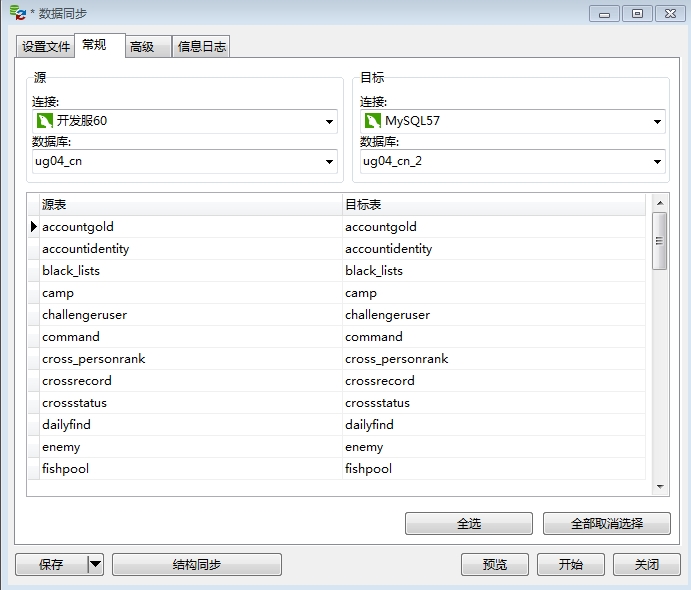 * 数据同步
设置文件 常规 高级 信息日志
源 目标
连接: 连接:
开发服60 MySQL57
数据库: 数据库:
ug04_cn ug04_cn_2
源表 目标表
accountgold accountgold
accountidentity accountidentity
black_lists black_lists
camp camp
challengeruser challengeruser
command command
cross_personrank cross_personrank
crossrecord crossrecord
crossstatus crossstatus
dailyfind dailyfind
enemy enemy
fishpool fishpool
全选 全部取消选择
保存 结构同步 预览 开始 关闭